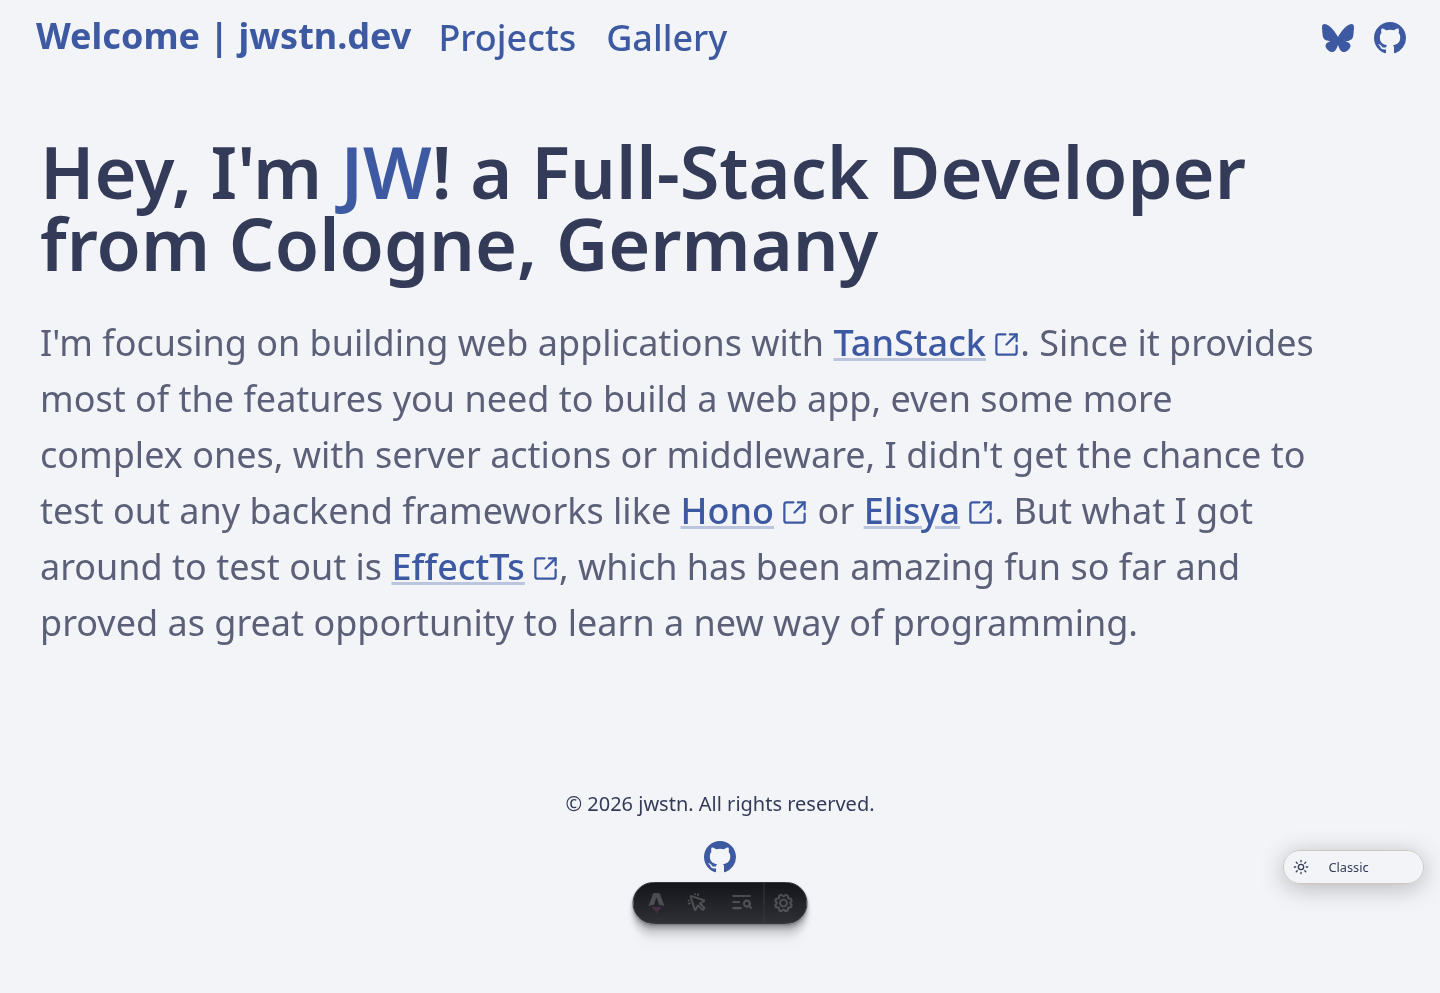 Welcome | jwstn.dev Projects Gallery
Hey, I'm JW! a Full-Stack Developer
from Cologne, Germany
I'm focusing on building web applications with TanStack. Since it provides
most of the features you need to build a web app, even some more
complex ones, with server actions or middleware, I didn't get the chance to
test out any backend frameworks like Hono or Elisya. But what I got
around to test out is EffectTs, which has been amazing fun so far and
proved as great opportunity to learn a new way of programming.
© 2026 jwstn. All rights reserved.
Classic